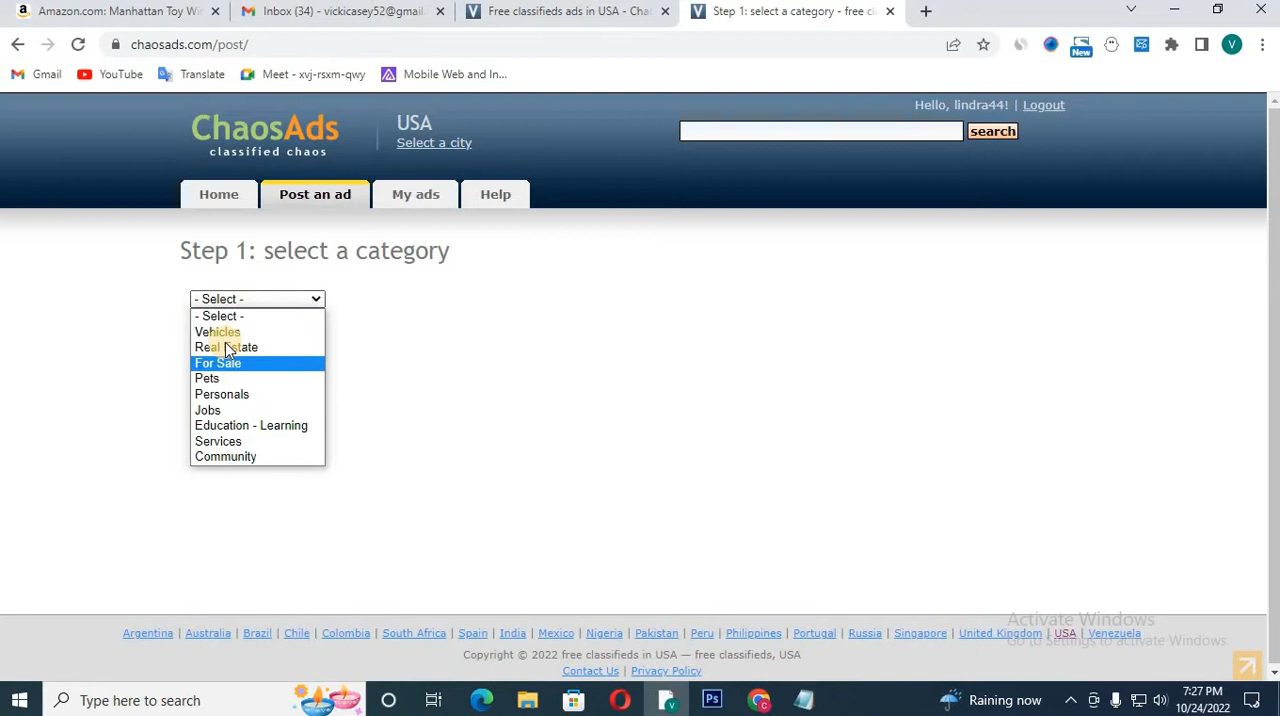 Amazon.com: Manhattan Toy Win
Inbox (34) - vickicasey52@gmail
Free classifieds ads in USA - Cha
Step 1: select a category - free cl
chaosads.com/post/
New
V
Gmail
YouTube
Translate
Meet - xvj-rsxm-qwy
Mobile Web and In...
Hello, lindra44! | Logout
ChaosAds
classified chaos
USA
Select a city
search
Home
Post an ad
My ads
Help
Step 1: select a category
- Select -
- Select -
Vehicles
Real Estate
For Sale
Pets
Personals
Jobs
Education - Learning
Services
Community
Activate Windows
Go to Settings to activate Windows.
Argentina | Australia | Brazil | Chile | Colombia | South Africa | Spain | India | Mexico | Nigeria | Pakistan | Peru | Philippines | Portugal | Russia | Singapore | United Kingdom | USA | Venezuela
Copyright © 2022 free classifieds in USA — free classifieds, USA
Contact Us | Privacy Policy
Type here to search
Ps
Raining now
7:27 PM
10/24/2022